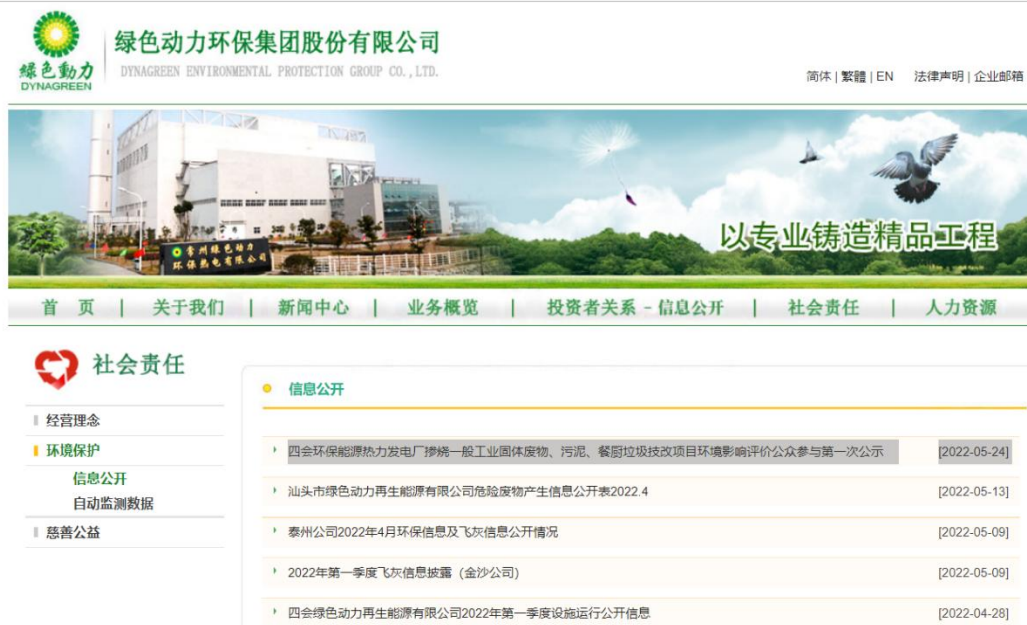 绿色动力环保集团股份有限公司
DYNAGREEN ENVIRONMENTAL PROTECTION GROUP CO.,LTD.
綠色動力
DYNAGREEN
简体 | 繁體 | EN 法律声明 | 企业邮箱
常州綠色動力
环保热电有限公司
以专业铸造精品工程
首 页 | 关于我们 | 新闻中心 | 业务概览 | 投资者关系 - 信息公开 | 社会责任 | 人力资源
社会责任
经营理念
环境保护
信息公开
自动监测数据
慈善公益
信息公开
四会环保能源热力发电厂掺烧一般工业固体废物、污泥、餐厨垃圾技改项目环境影响评价公众参与第一次公示 [2022-05-24]
汕头市绿色动力再生能源有限公司危险废物产生信息公开表2022.4 [2022-05-13]
泰州公司2022年4月环保信息及飞灰信息公开情况 [2022-05-09]
2022年第一季度飞灰信息披露（金沙公司） [2022-05-09]
四会绿色动力再生能源有限公司2022年第一季度设施运行公开信息 [2022-04-28]